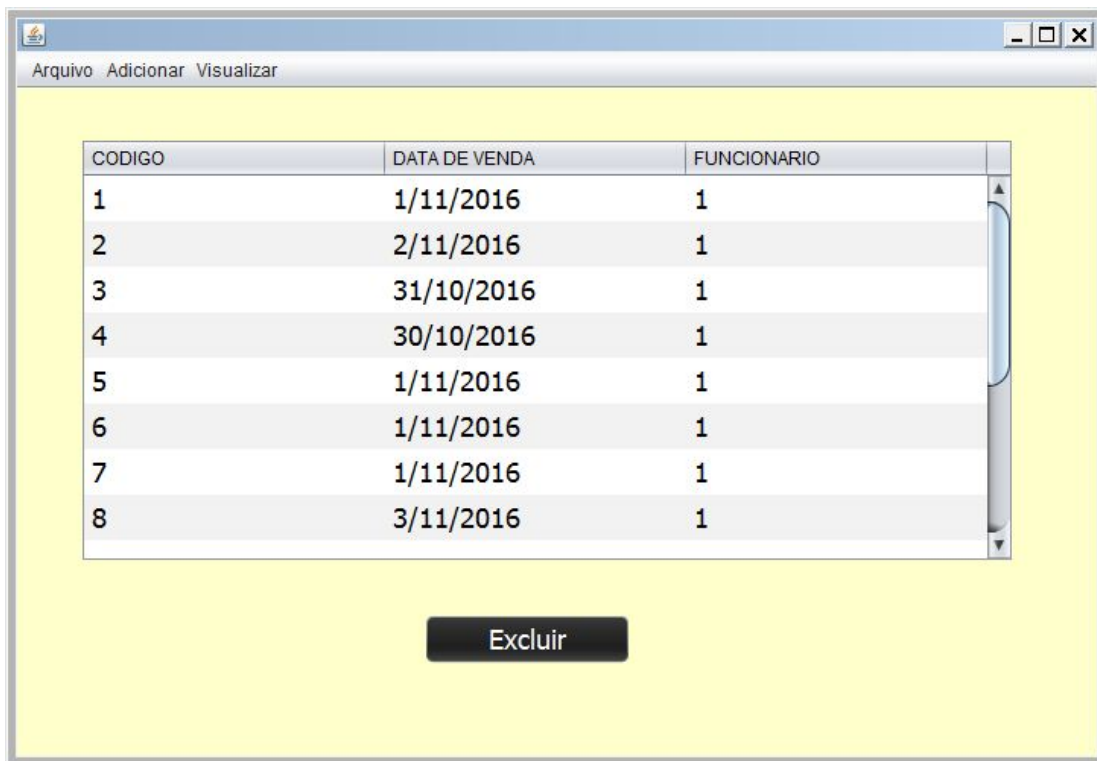 Arquivo Adicionar Visualizar
CODIGO DATA DE VENDA FUNCIONARIO
1 1/11/2016 1
2 2/11/2016 1
3 31/10/2016 1
4 30/10/2016 1
5 1/11/2016 1
6 1/11/2016 1
7 1/11/2016 1
8 3/11/2016 1
Excluir